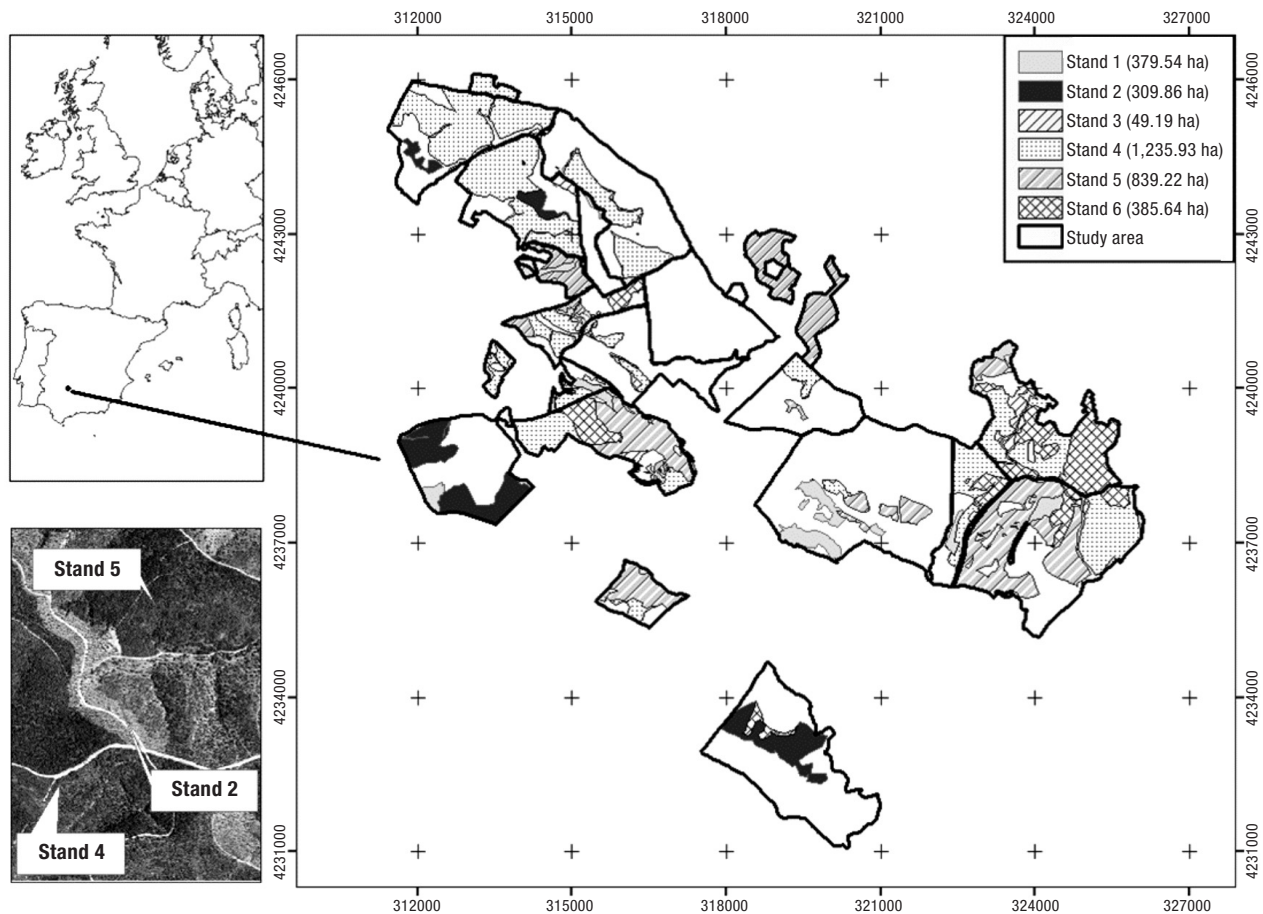 312000 315000 318000 321000 324000 327000
4246000
4243000
4240000
4237000
4234000
4231000
Stand 1 (379.54 ha)
Stand 2 (309.86 ha)
Stand 3 (49.19 ha)
Stand 4 (1,235.93 ha)
Stand 5 (839.22 ha)
Stand 6 (385.64 ha)
Study area
4246000
4243000
4240000
4237000
4234000
4231000
Stand 5
Stand 2
Stand 4
312000 315000 318000 321000 324000 327000